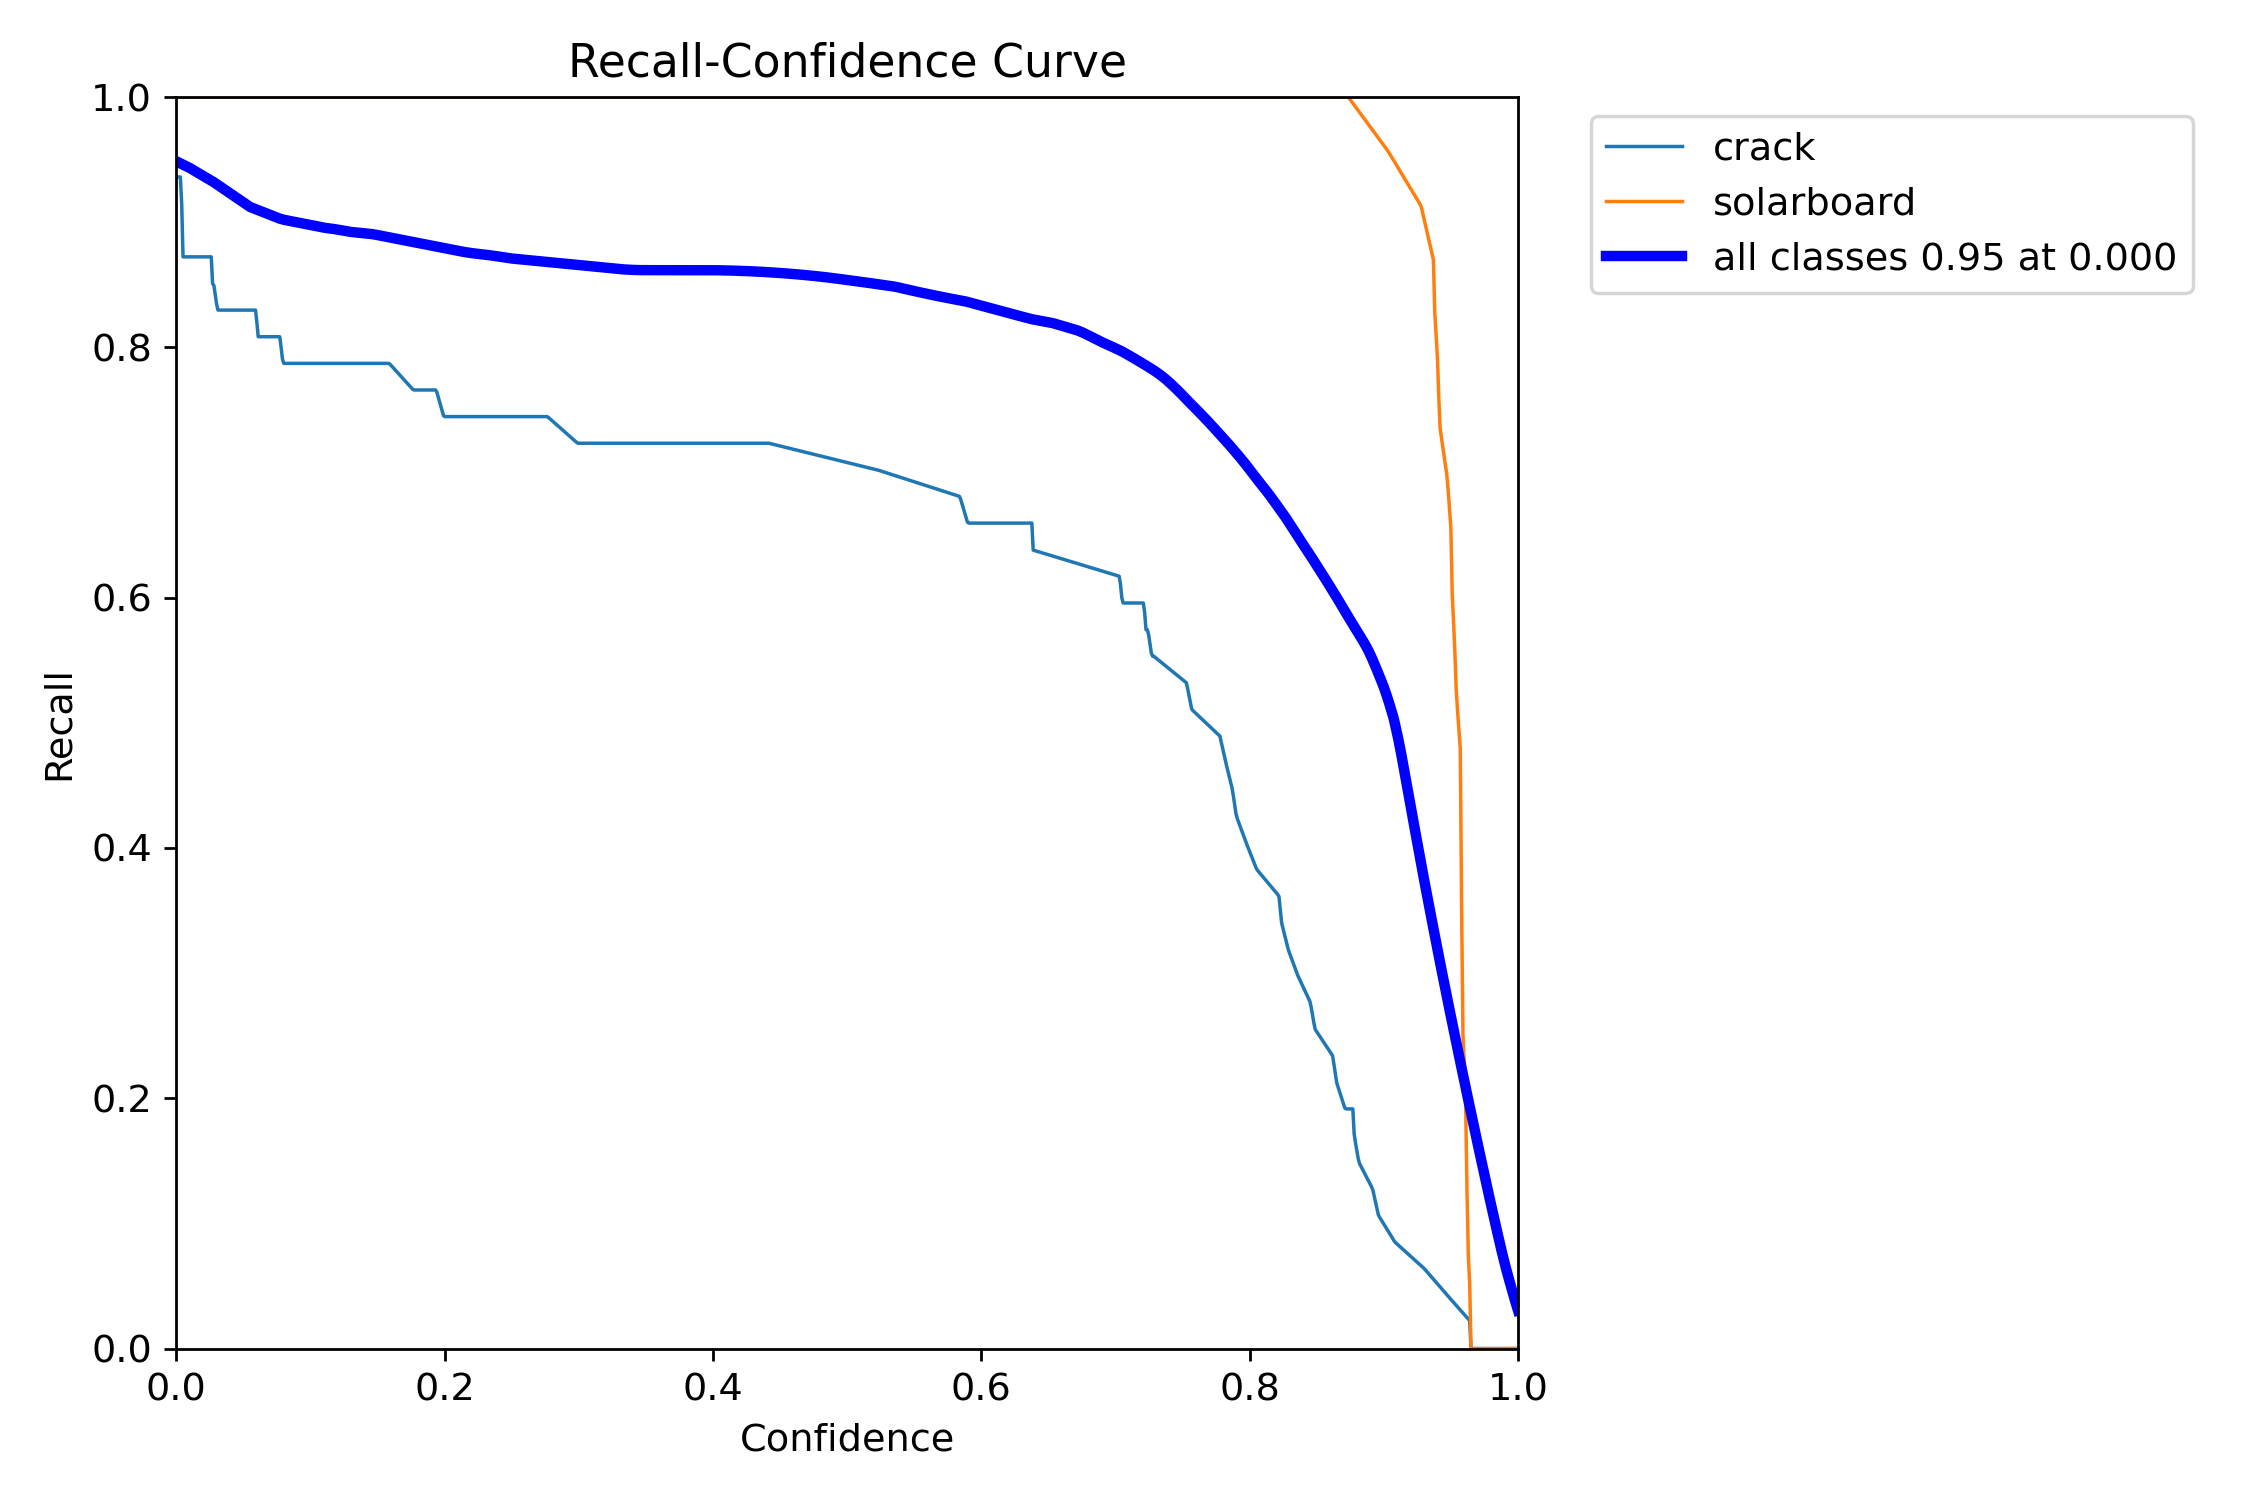 Recall-Confidence Curve
1.0
0.8
0.6
0.4
0.2
0.0
Recall
0.0 0.2 0.4 0.6 0.8 1.0
Confidence
crack
solarboard
all classes 0.95 at 0.000